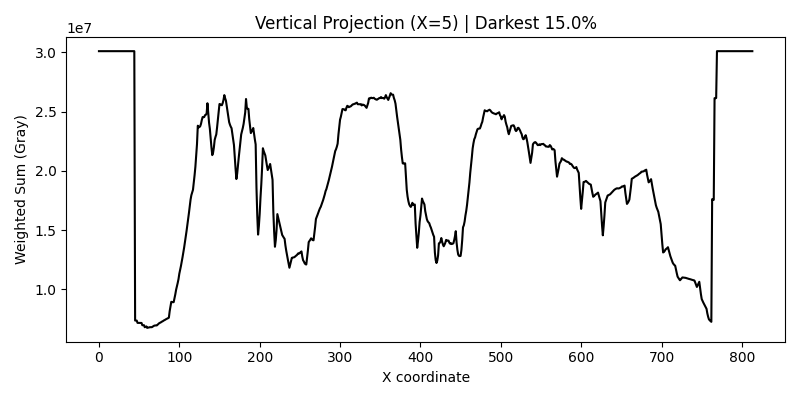 Vertical Projection (X=5) | Darkest 15.0%
1e7
3.0
2.5
2.0
1.5
1.0
Weighted Sum (Gray)
0 100 200 300 400 500 600 700 800
X coordinate